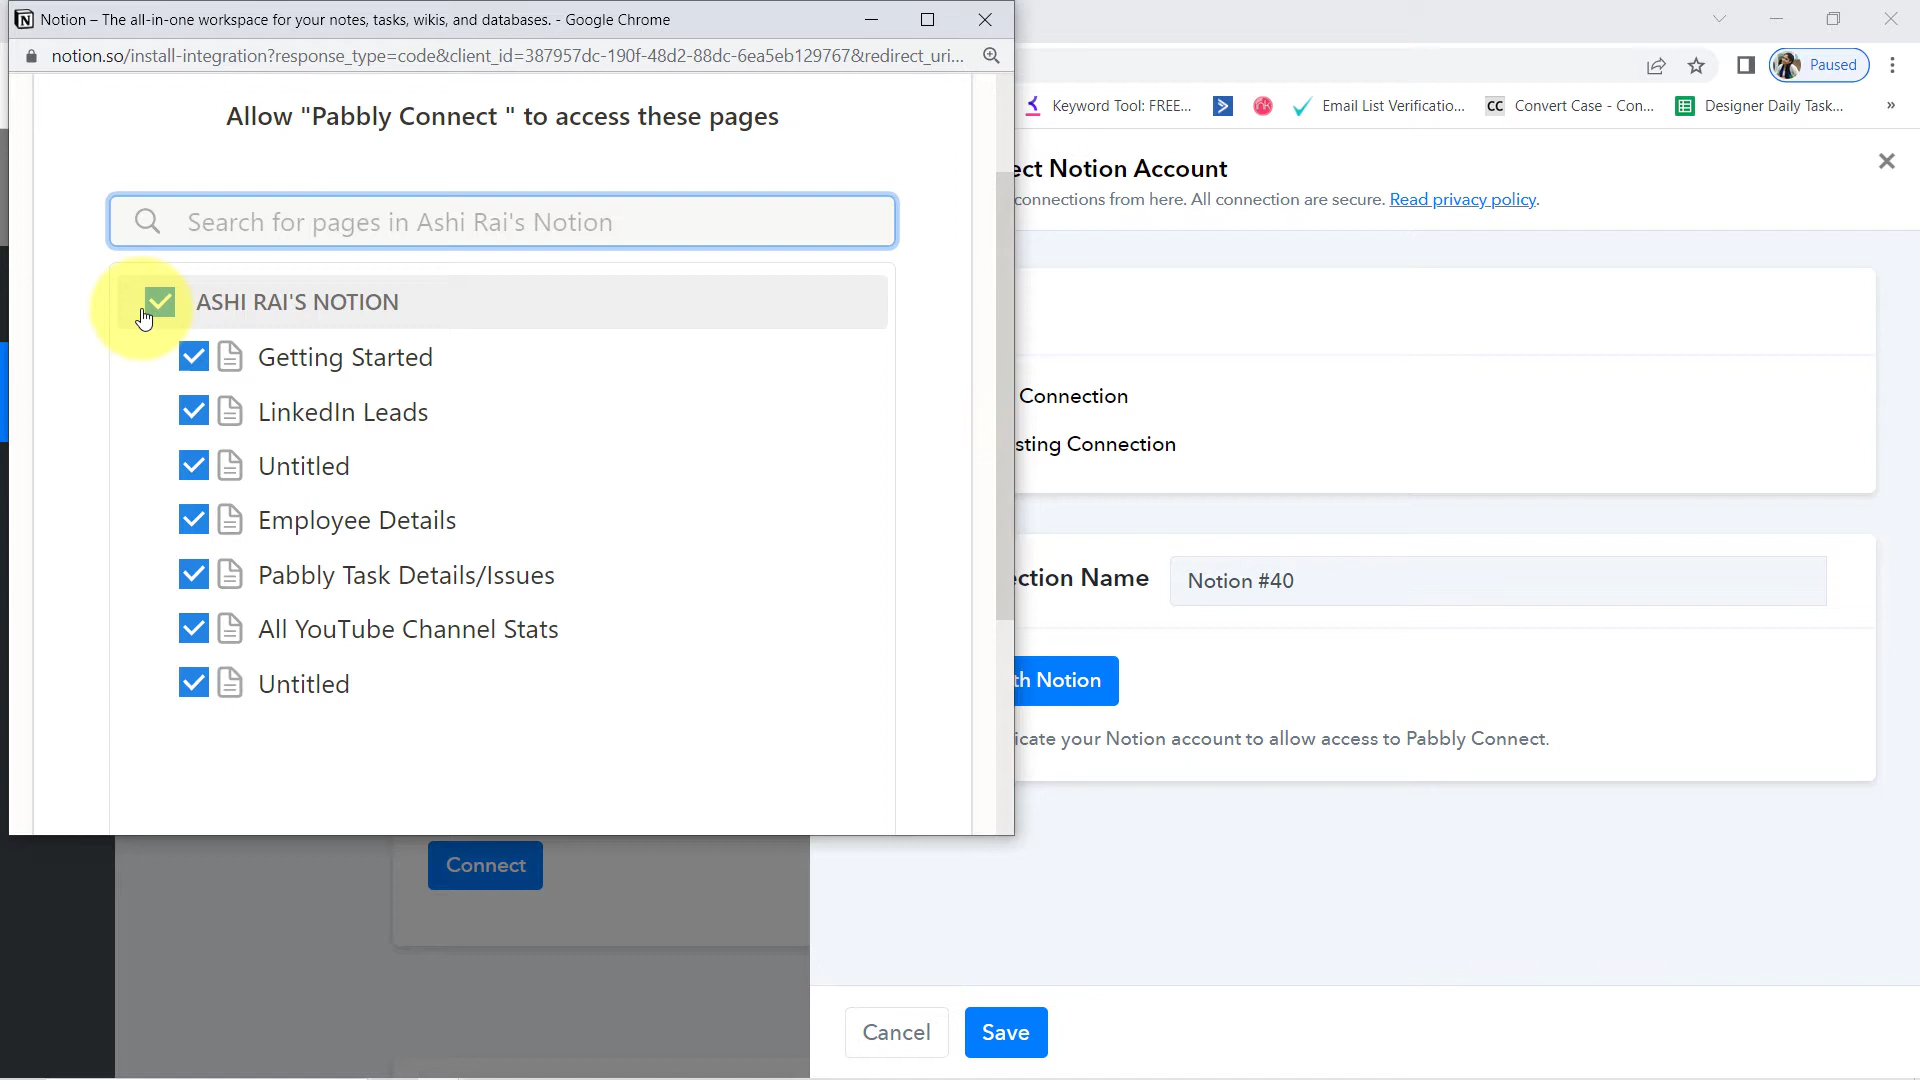 Notion – The all-in-one workspace for your notes, tasks, wikis, and databases. - Google Chrome
notion.so/install-integration?response_type=code&client_id=387957dc-190f-48d2-88dc-6ea5eb129767&redirect_uri...
Paused
Keyword Tool: FREE...
Email List Verificatio...
CC Convert Case - Con...
Designer Daily Task...
»
Allow "Pabbly Connect " to access these pages
Search for pages in Ashi Rai's Notion
ASHI RAI'S NOTION
Getting Started
LinkedIn Leads
Untitled
Employee Details
Pabbly Task Details/Issues
All YouTube Channel Stats
Untitled
ect Notion Account
connections from here. All connection are secure. Read privacy policy.
Connection
sting Connection
ection Name
Notion #40
th Notion
icate your Notion account to allow access to Pabbly Connect.
Connect
Cancel
Save